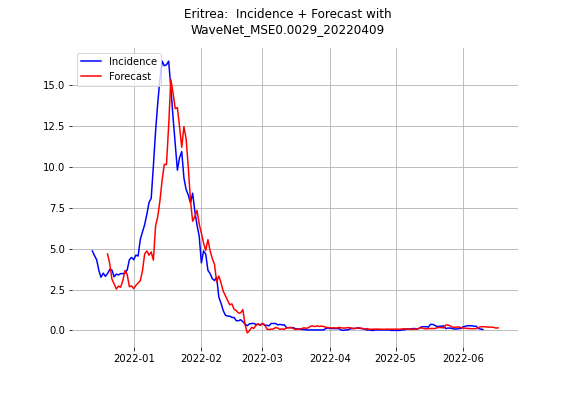 Eritrea:  Incidence + Forecast with
WaveNet_MSE0.0029_20220409
Incidence
Forecast
15.0
12.5
10.0
7.5
5.0
2.5
0.0
2022-01 2022-02 2022-03 2022-04 2022-05 2022-06